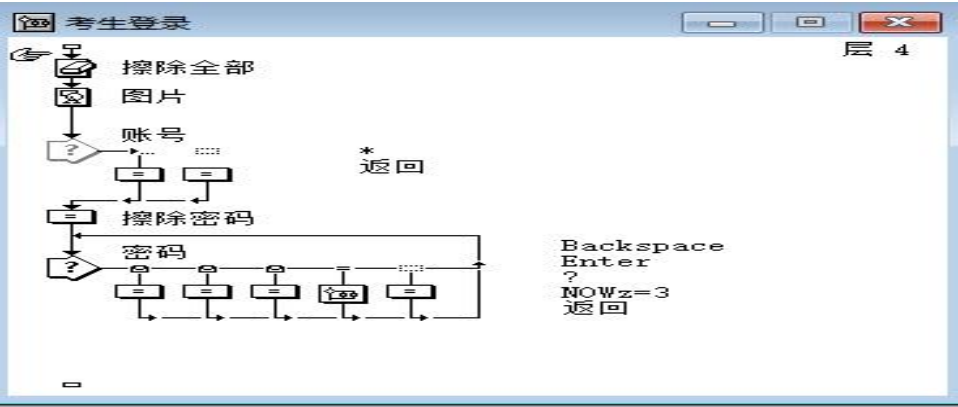 考生登录
层 4
擦除全部
图片
账号
?
*
返回
=
=
=
擦除密码
密码
?
=
=
=
=
=
Backspace
Enter
?
NOWz=3
返回